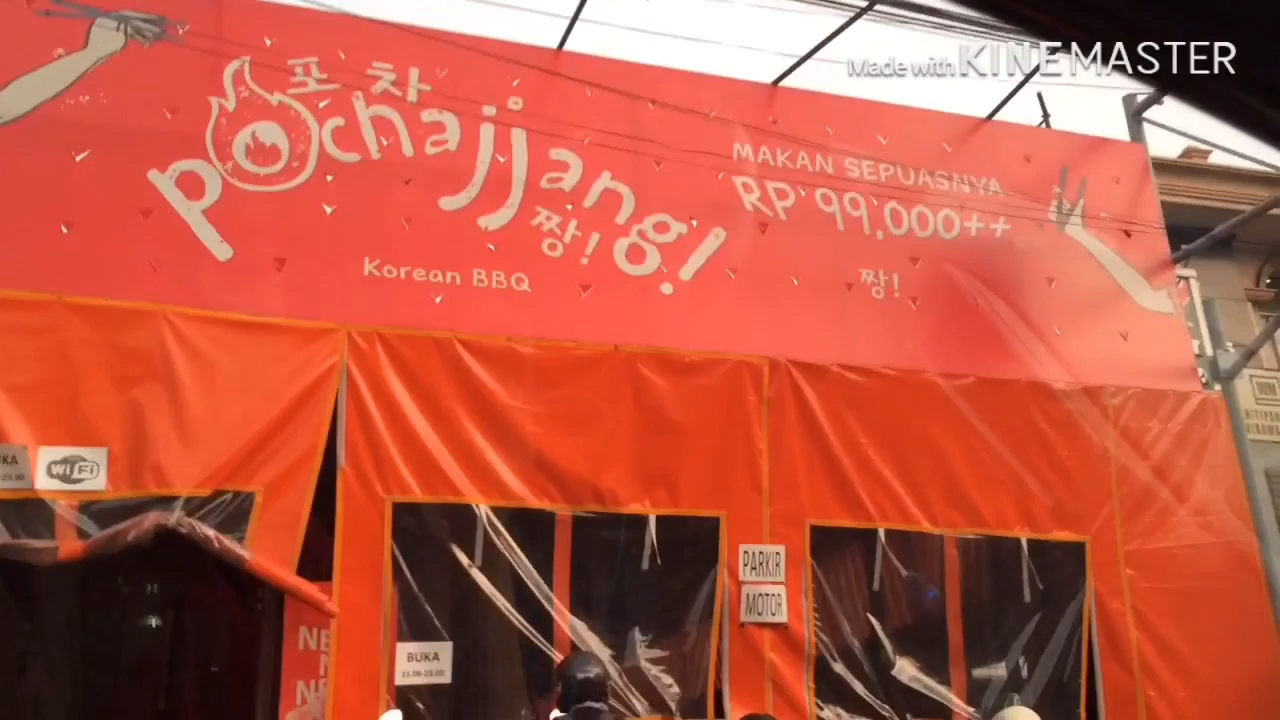 Made with KINEMASTER
포차
pochajjang!
짱!
Korean BBQ
MAKAN SEPUASNYA
RP 99.000++
짱!
WiFi
PARKIR
MOTOR
BUKA